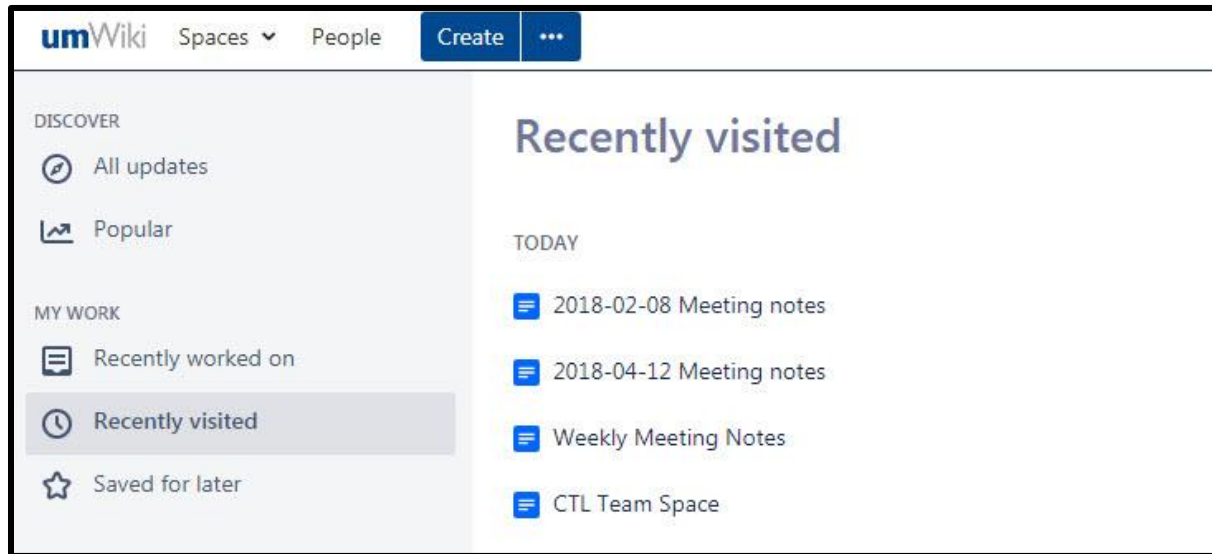 umWiki Spaces People Create •••
DISCOVER
All updates
Popular
MY WORK
Recently worked on
Recently visited
Saved for later
Recently visited
TODAY
2018-02-08 Meeting notes
2018-04-12 Meeting notes
Weekly Meeting Notes
CTL Team Space